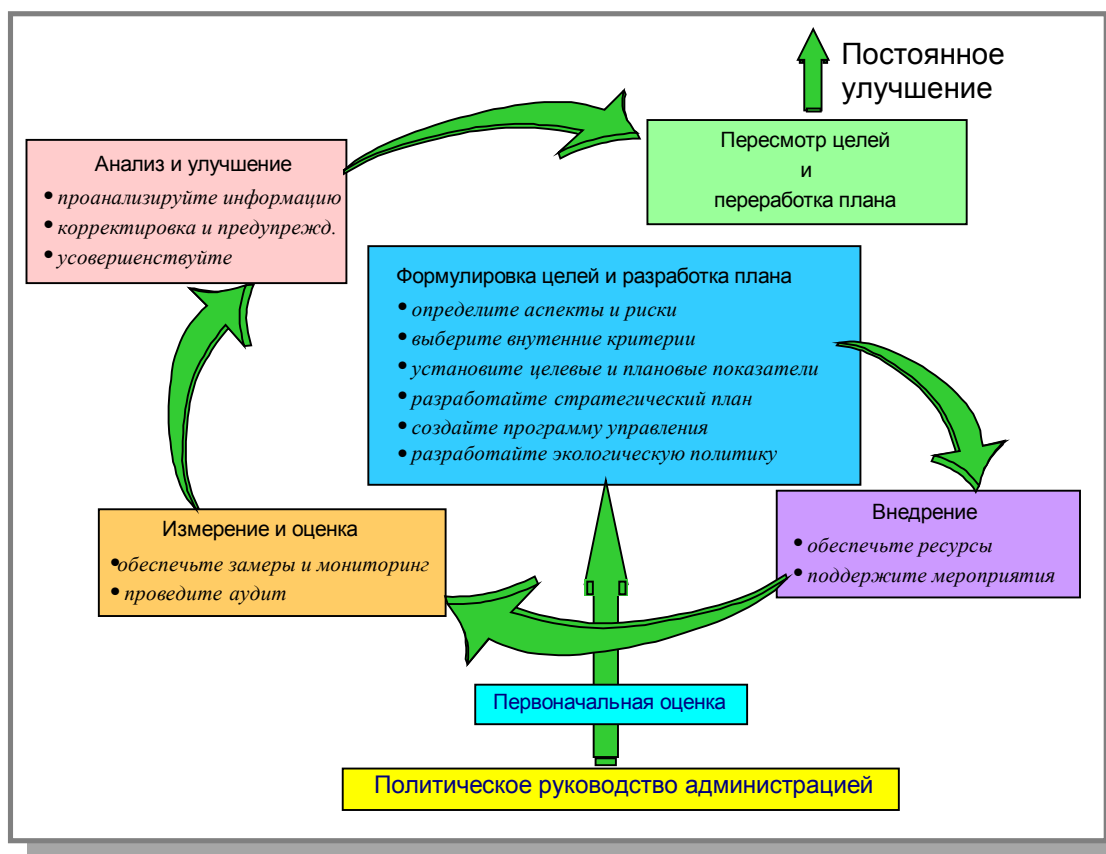 Постоянное
улучшение
Пересмотр целей
и
переработка плана
Анализ и улучшение
• проанализируйте информацию
• корректировка и предупрежд.
• усовершенствуйте
Формулировка целей и разработка плана
• определите аспекты и риски
• выберите внутенние критерии
• установите целевые и плановые показатели
• разработайте стратегический план
• создайте программу управления
• разработайте экологическую политику
Внедрение
• обеспечьте ресурсы
• поддержите мероприятия
Измерение и оценка
• обеспечьте замеры и мониторинг
• проведите аудит
Первоначальная оценка
Политическое руководство администрацией